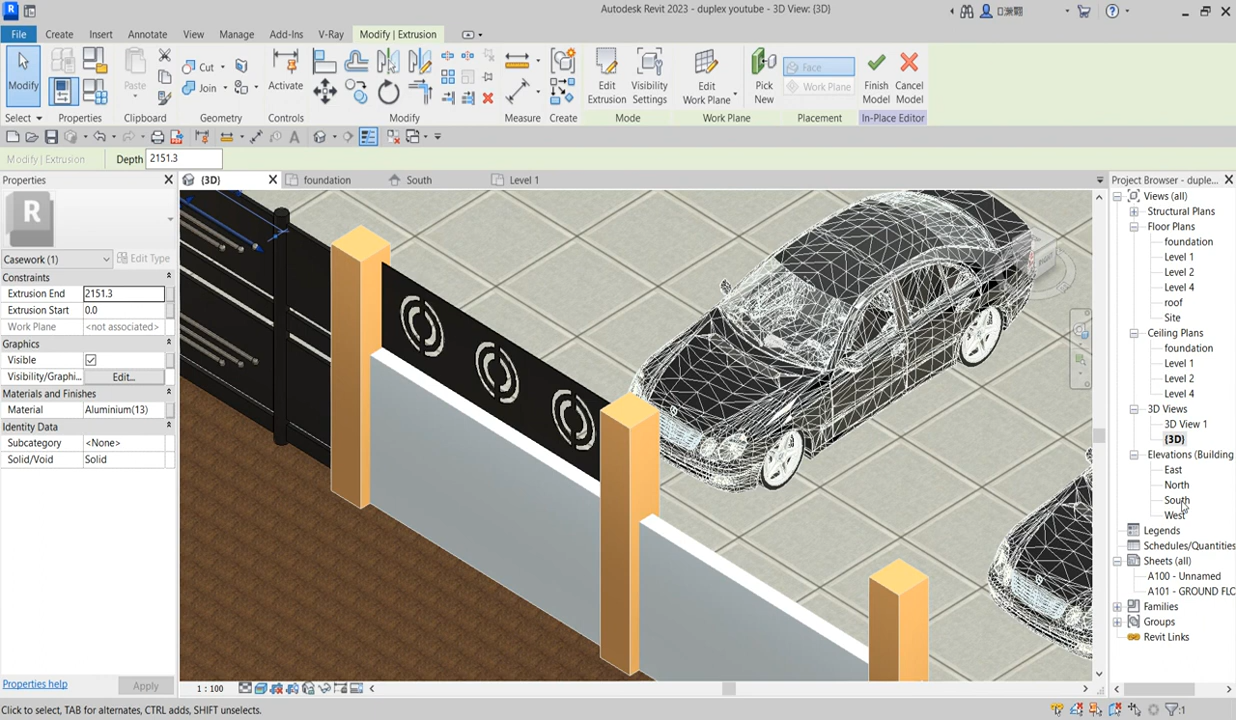 Autodesk Revit 2023 - duplex youtube - 3D View: {3D}
File Create Insert Annotate View Manage Add-Ins V-Ray Modify | Extrusion
Modify Paste Cut Join Activate Edit Extrusion Visibility Settings Edit Work Plane Pick New Face Work Plane Finish Model Cancel Model
Select Properties Clipboard Geometry Controls Modify Measure Create Mode Work Plane Placement In-Place Editor
Modify | Extrusion Depth 2151.3
Properties
{3D} foundation South Level 1
Project Browser - duple...
R
Casework (1) Edit Type
Constraints
Extrusion End 2151.3
Extrusion Start 0.0
Work Plane <not associated>
Graphics
Visible
Visibility/Graphi... Edit...
Materials and Finishes
Material Aluminium(13)
Identity Data
Subcategory <None>
Solid/Void Solid
Properties help Apply
Views (all)
Structural Plans
Floor Plans
foundation
Level 1
Level 2
Level 4
roof
Site
Ceiling Plans
foundation
Level 1
Level 2
Level 4
3D Views
3D View 1
{3D}
Elevations (Building
East
North
South
West
Legends
Schedules/Quantities
Sheets (all)
A100 - Unnamed
A101 - GROUND FLO
Families
Groups
Revit Links
1 : 100
Click to select, TAB for alternates, CTRL adds, SHIFT unselects.
:1